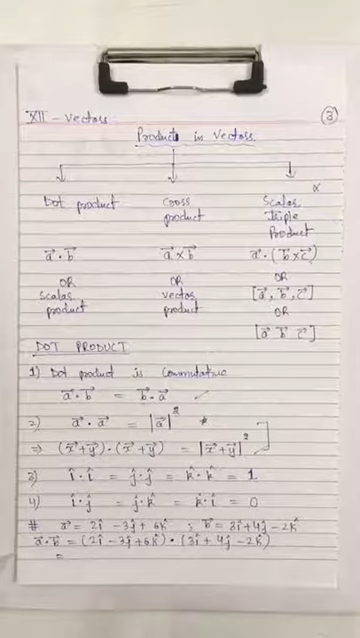 XII - Vectors ③
Products in Vectors
Dot product Cross product Scalar Triple Product x
a⃗ · b⃗ a⃗ × b⃗ a⃗ · (b⃗ × c⃗)
OR OR OR
Scalar product Vector product [a⃗, b⃗, c⃗]
OR
[a⃗ b⃗ c⃗]
DOT PRODUCT
1) Dot product is Commutative
a⃗ · b⃗ = b⃗ · a⃗ ✓
2) a⃗ · a⃗ = |a⃗|² *
⇒ (x⃗+y⃗) · (x⃗+y⃗) = |x⃗+y⃗|²
3) î · î = ĵ · ĵ = k̂ · k̂ = 1
4) î · ĵ = ĵ · k̂ = k̂ · î = 0
# a⃗ = 2î - 3ĵ + 6k̂ ; b⃗ = 3î + 4ĵ - 2k̂
a⃗ · b⃗ = (2î - 3ĵ + 6k̂) · (3î + 4ĵ - 2k̂)
=